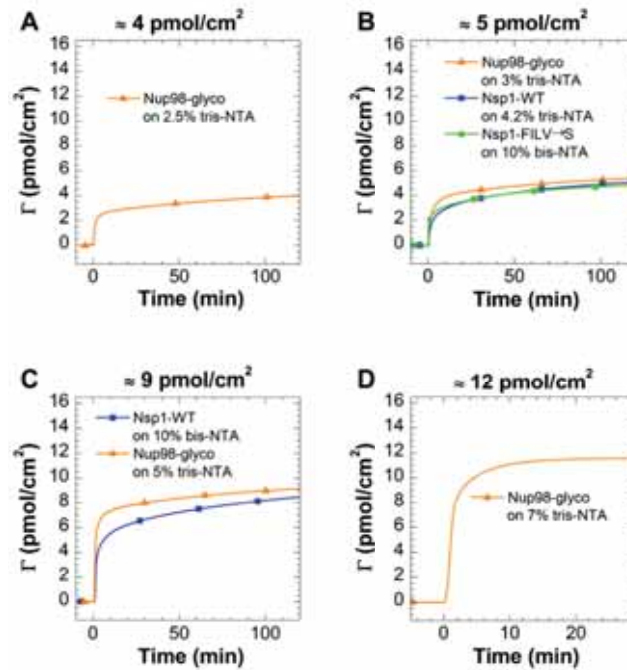 A
≈ 4 pmol/cm²
16
14
12
10
8
6
4
2
0
Γ (pmol/cm²)
Nup98-glyco
on 2.5% tris-NTA
0
50
100
Time (min)
B
≈ 5 pmol/cm²
16
14
12
10
8
6
4
2
0
Γ (pmol/cm²)
Nup98-glyco
on 3% tris-NTA
Nsp1-WT
on 4.2% tris-NTA
Nsp1-FILV→S
on 10% bis-NTA
0
50
100
Time (min)
C
≈ 9 pmol/cm²
16
14
12
10
8
6
4
2
0
Γ (pmol/cm²)
Nsp1-WT
on 10% bis-NTA
Nup98-glyco
on 5% tris-NTA
0
50
100
Time (min)
D
≈ 12 pmol/cm²
16
14
12
10
8
6
4
2
0
Γ (pmol/cm²)
Nup98-glyco
on 7% tris-NTA
0
10
20
Time (min)